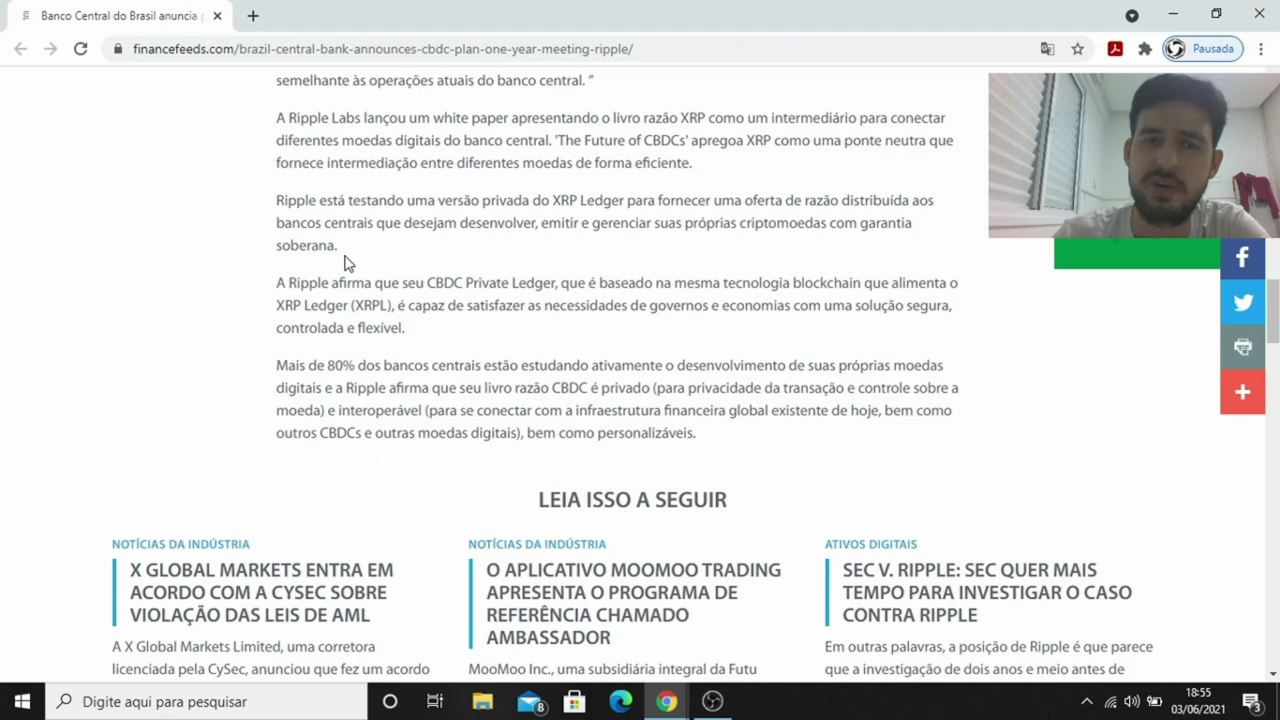 Banco Central do Brasil anuncia p
financefeeds.com/brazil-central-bank-announces-cbdc-plan-one-year-meeting-ripple/
Pausada
semelhante às operações atuais do banco central. ”
A Ripple Labs lançou um white paper apresentando o livro razão XRP como um intermediário para conectar
diferentes moedas digitais do banco central. 'The Future of CBDCs' apregoa XRP como uma ponte neutra que
fornece intermediação entre diferentes moedas de forma eficiente.
Ripple está testando uma versão privada do XRP Ledger para fornecer uma oferta de razão distribuída aos
bancos centrais que desejam desenvolver, emitir e gerenciar suas próprias criptomoedas com garantia
soberana.
A Ripple afirma que seu CBDC Private Ledger, que é baseado na mesma tecnologia blockchain que alimenta o
XRP Ledger (XRPL), é capaz de satisfazer as necessidades de governos e economias com uma solução segura,
controlada e flexível.
Mais de 80% dos bancos centrais estão estudando ativamente o desenvolvimento de suas próprias moedas
digitais e a Ripple afirma que seu livro razão CBDC é privado (para privacidade da transação e controle sobre a
moeda) e interoperável (para se conectar com a infraestrutura financeira global existente de hoje, bem como
outros CBDCs e outras moedas digitais), bem como personalizáveis.
LEIA ISSO A SEGUIR
NOTÍCIAS DA INDÚSTRIA
X GLOBAL MARKETS ENTRA EM
ACORDO COM A CYSEC SOBRE
VIOLAÇÃO DAS LEIS DE AML
A X Global Markets Limited, uma corretora
licenciada pela CySec, anunciou que fez um acordo
NOTÍCIAS DA INDÚSTRIA
O APLICATIVO MOOMOO TRADING
APRESENTA O PROGRAMA DE
REFERÊNCIA CHAMADO
AMBASSADOR
MooMoo Inc., uma subsidiária integral da Futu
ATIVOS DIGITAIS
SEC V. RIPPLE: SEC QUER MAIS
TEMPO PARA INVESTIGAR O CASO
CONTRA RIPPLE
Em outras palavras, a posição de Ripple é que parece
que a investigação de dois anos e meio antes de
Digite aqui para pesquisar
8
18:55
03/06/2021
3